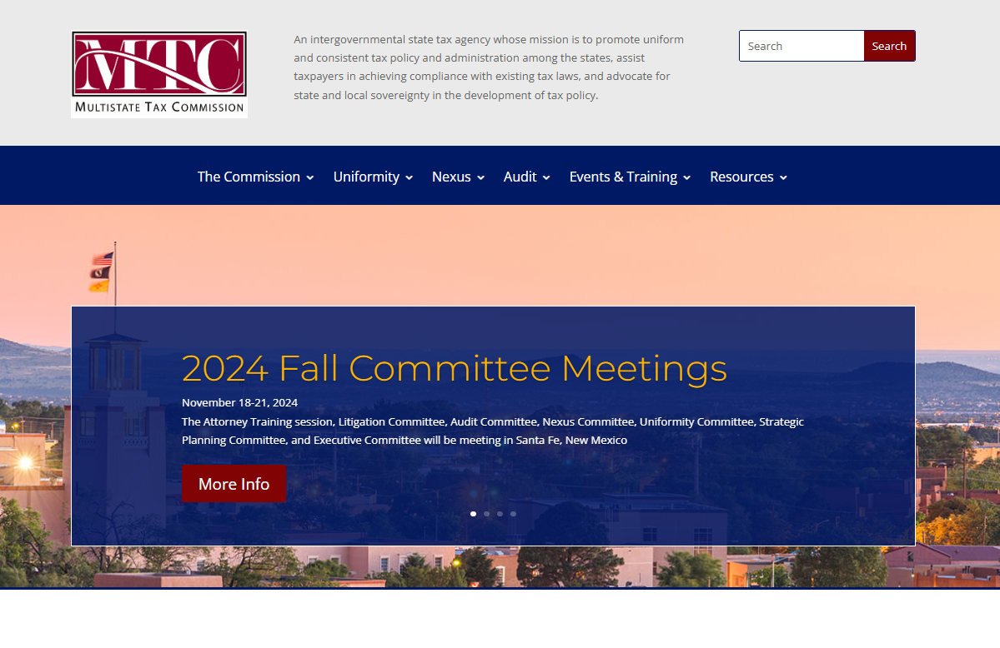 MTC
MULTISTATE TAX COMMISSION
An intergovernmental state tax agency whose mission is to promote uniform
and consistent tax policy and administration among the states, assist
taxpayers in achieving compliance with existing tax laws, and advocate for
state and local sovereignty in the development of tax policy.
Search
Search
The Commission
Uniformity
Nexus
Audit
Events & Training
Resources
2024 Fall Committee Meetings
November 18-21, 2024
The Attorney Training session, Litigation Committee, Audit Committee, Nexus Committee, Uniformity Committee, Strategic
Planning Committee, and Executive Committee will be meeting in Santa Fe, New Mexico
More Info